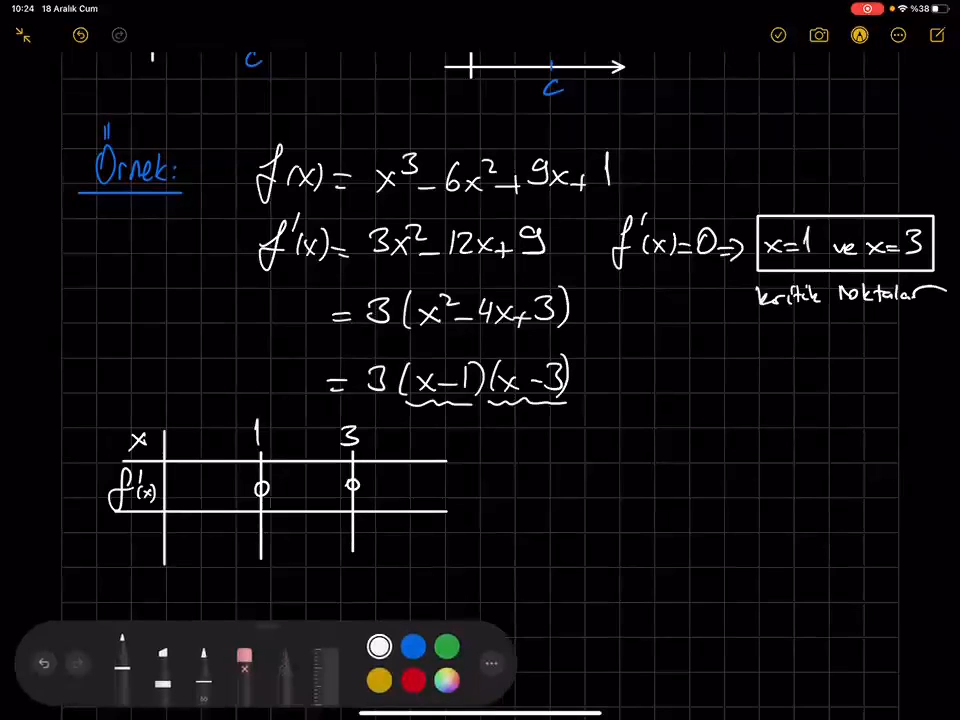 10:24 18 Aralık Cum %38
c
c
Örnek: f(x) = x³ - 6x² + 9x + 1
f'(x) = 3x² - 12x + 9 f'(x) = 0 => x=1 ve x=3
= 3(x² - 4x + 3) kritik noktalar
= 3(x-1)(x-3)
x 1 3
f'(x) 0 0